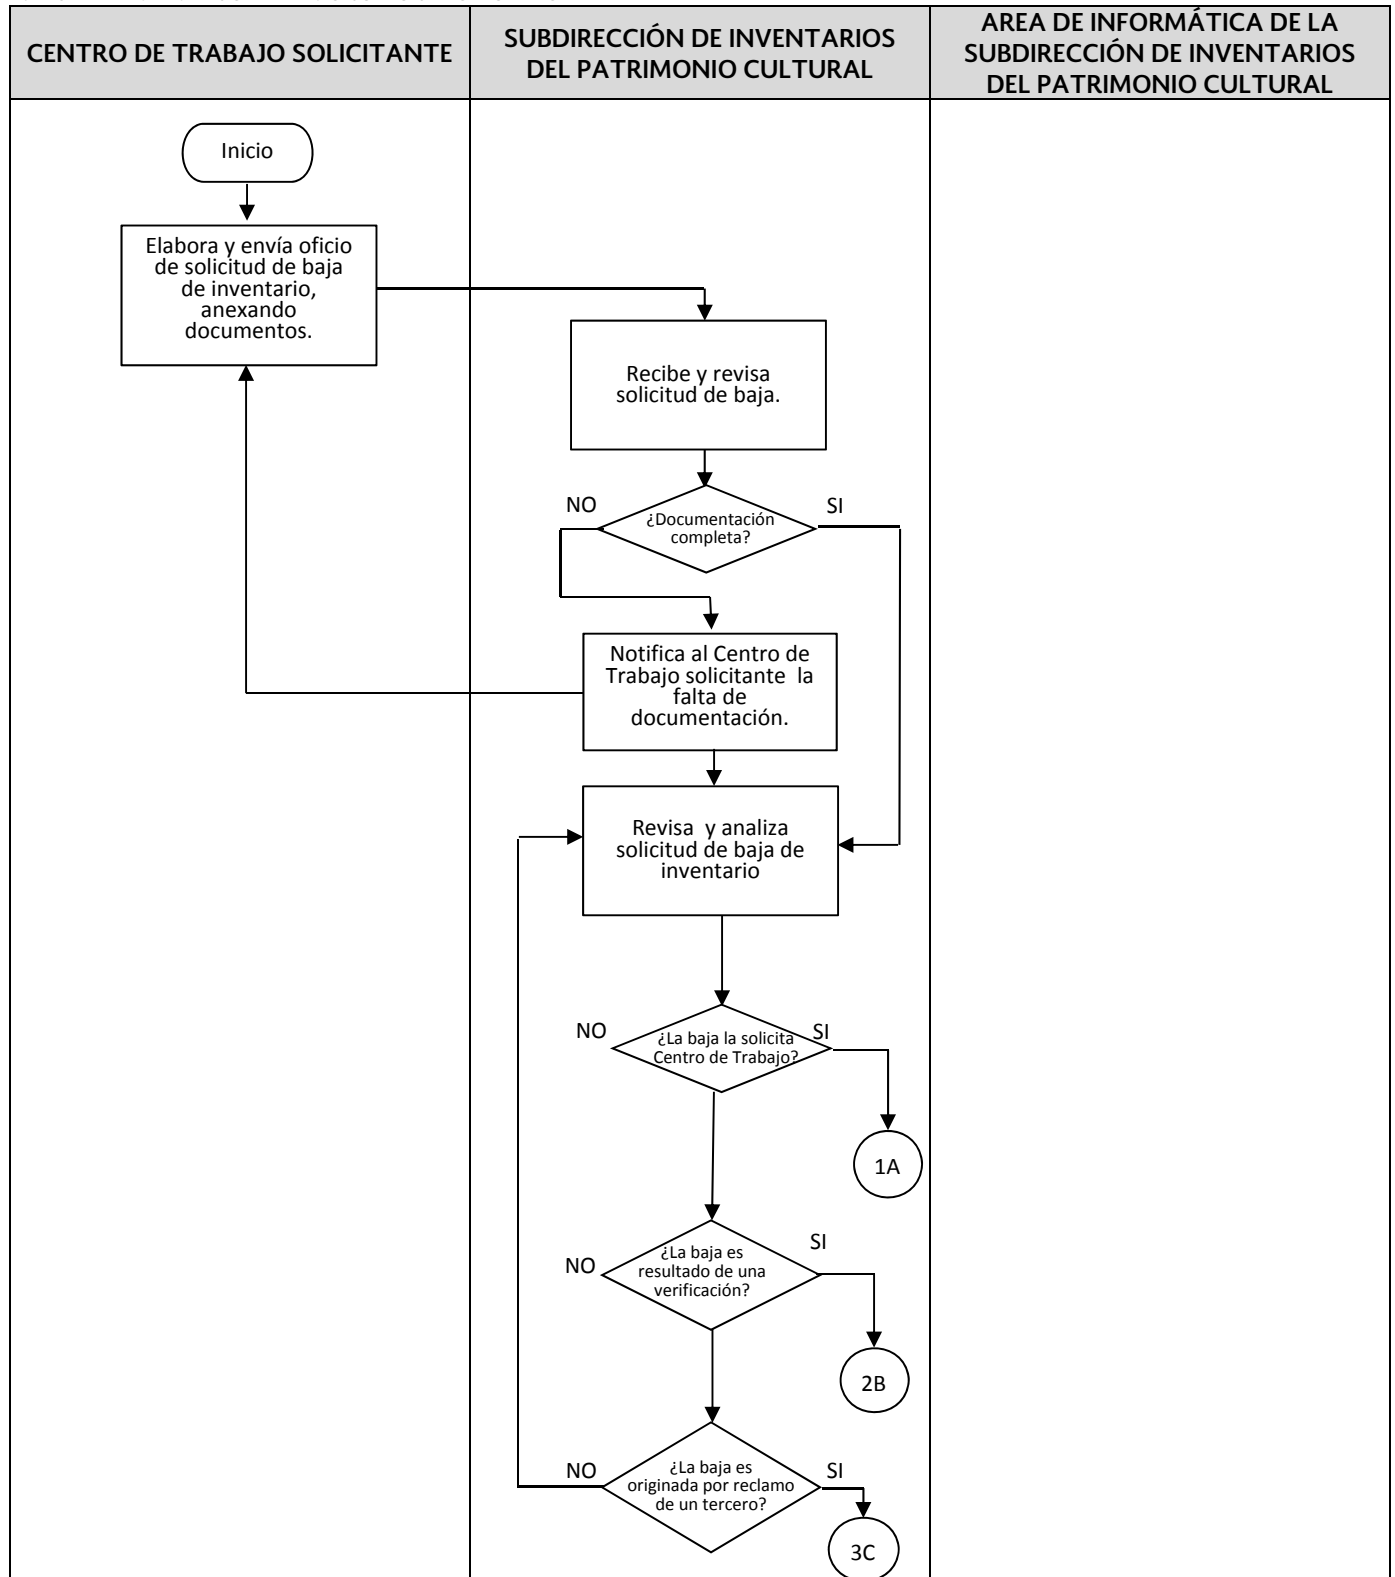 CENTRO DE TRABAJO SOLICITANTE
SUBDIRECCIÓN DE INVENTARIOS
DEL PATRIMONIO CULTURAL
AREA DE INFORMÁTICA DE LA
SUBDIRECCIÓN DE INVENTARIOS
DEL PATRIMONIO CULTURAL
Inicio
Elabora y envía oficio
de solicitud de baja
de inventario,
anexando
documentos.
Recibe y revisa
solicitud de baja.
NO
SI
¿Documentación
completa?
Notifica al Centro de
Trabajo solicitante  la
falta de
documentación.
Revisa  y analiza
solicitud de baja de
inventario
NO
SI
¿La baja la solicita
Centro de Trabajo?
1A
NO
SI
¿La baja es
resultado de una
verificación?
2B
NO
SI
¿La baja es
originada por reclamo
de un tercero?
3C